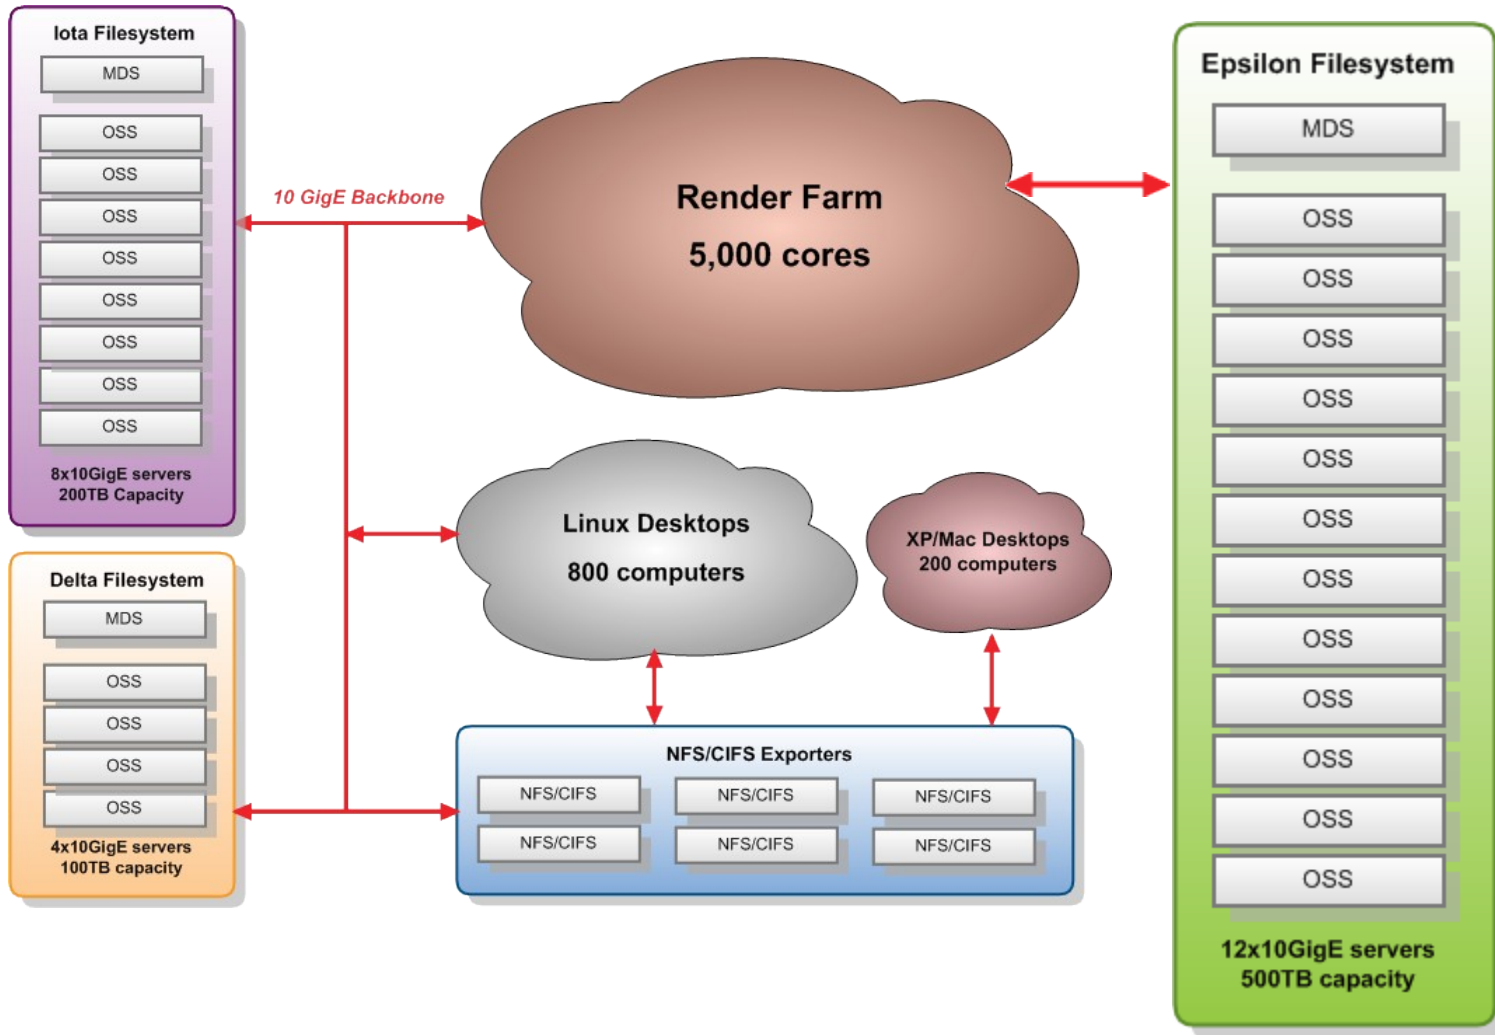 Iota Filesystem
MDS
OSS
OSS
OSS
OSS
OSS
OSS
OSS
OSS
8x10GigE servers
200TB Capacity
Delta Filesystem
MDS
OSS
OSS
OSS
OSS
4x10GigE servers
100TB capacity
10 GigE Backbone
Render Farm
5,000 cores
Linux Desktops
800 computers
XP/Mac Desktops
200 computers
NFS/CIFS Exporters
NFS/CIFS
NFS/CIFS
NFS/CIFS
NFS/CIFS
NFS/CIFS
NFS/CIFS
Epsilon Filesystem
MDS
OSS
OSS
OSS
OSS
OSS
OSS
OSS
OSS
OSS
OSS
OSS
OSS
12x10GigE servers
500TB capacity